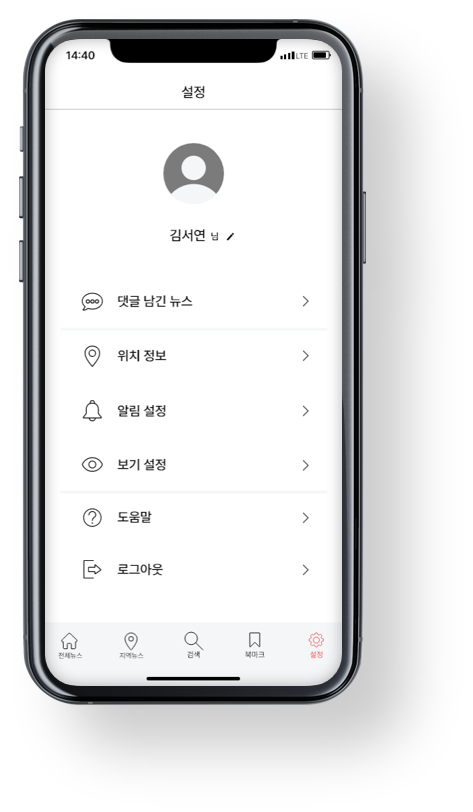 14:40
LTE
설정
김서연 님
댓글 남긴 뉴스
위치 정보
알림 설정
보기 설정
도움말
로그아웃
전체뉴스
지역뉴스
검색
북마크
설정